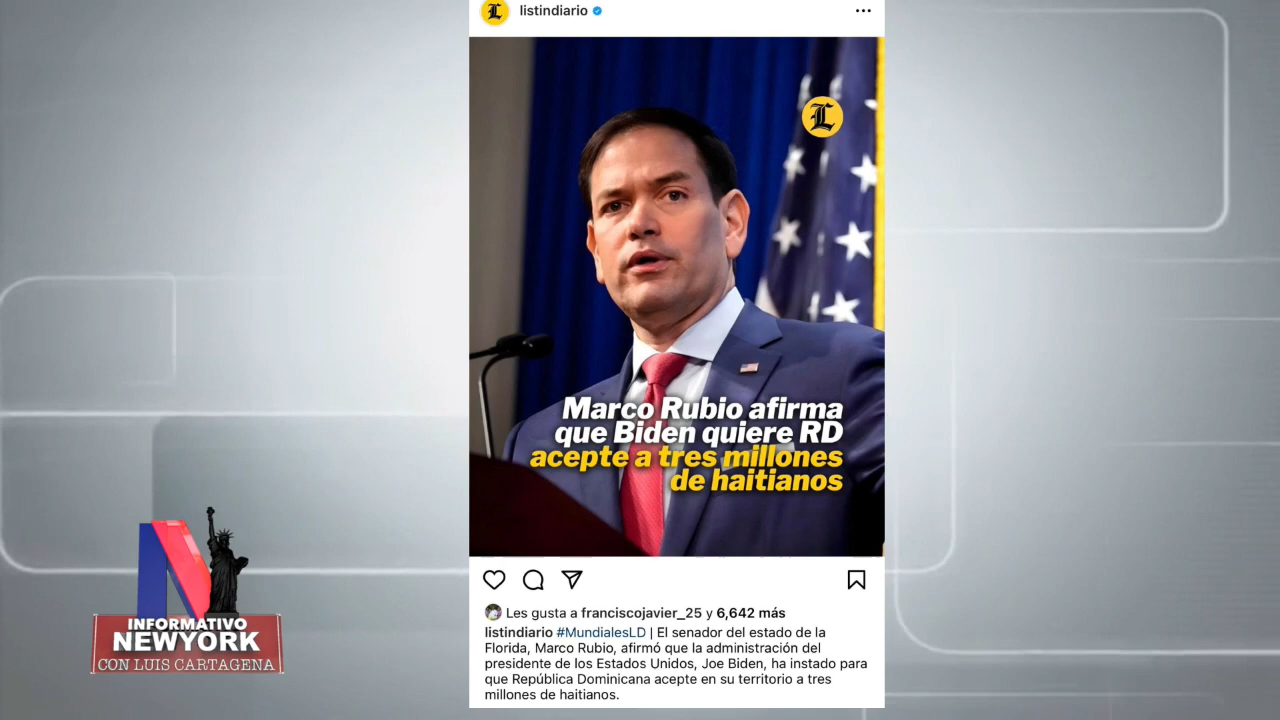 listindiario
L
Marco Rubio afirma
que Biden quiere RD
acepte a tres millones
de haitianos
Les gusta a franciscojavier_25 y 6,642 más
listindiario #MundialesLD | El senador del estado de la
Florida, Marco Rubio, afirmó que la administración del
presidente de los Estados Unidos, Joe Biden, ha instado para
que República Dominicana acepte en su territorio a tres
millones de haitianos.
N
INFORMATIVO
NEWYORK
CON LUIS CARTAGENA